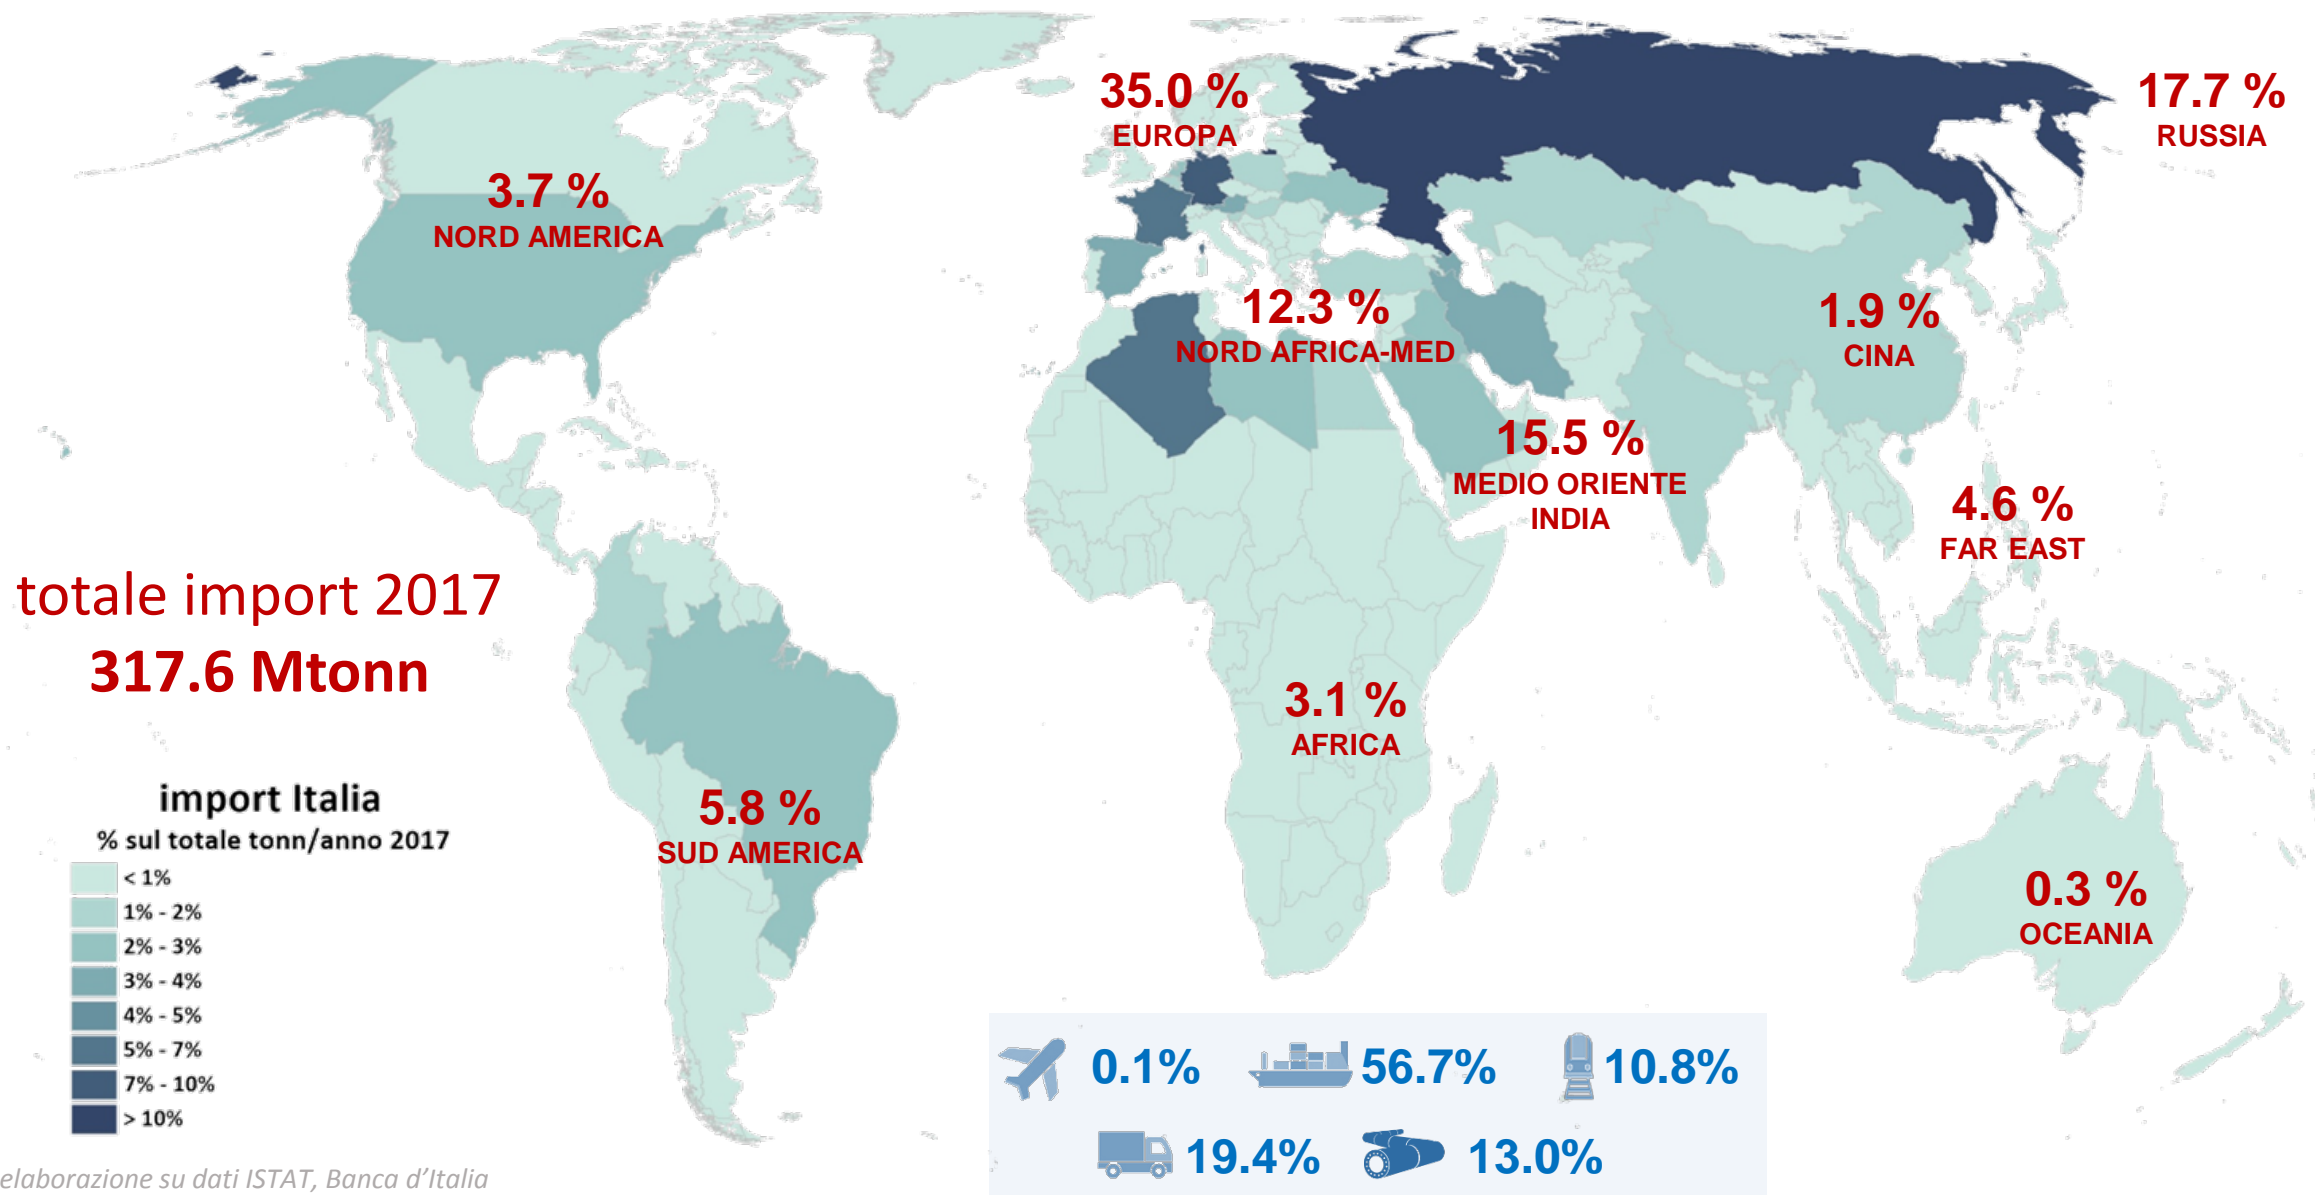 35.0 %
EUROPA
17.7 %
RUSSIA
3.7 %
NORD AMERICA
12.3 %
NORD AFRICA-MED
1.9 %
CINA
15.5 %
MEDIO ORIENTE
INDIA
4.6 %
FAR EAST
totale import 2017
317.6 Mtonn
3.1 %
AFRICA
5.8 %
SUD AMERICA
0.3 %
OCEANIA
import Italia
% sul totale tonn/anno 2017
< 1%
1% - 2%
2% - 3%
3% - 4%
4% - 5%
5% - 7%
7% - 10%
> 10%
0.1%
56.7%
10.8%
19.4%
13.0%
elaborazione su dati ISTAT, Banca d'Italia